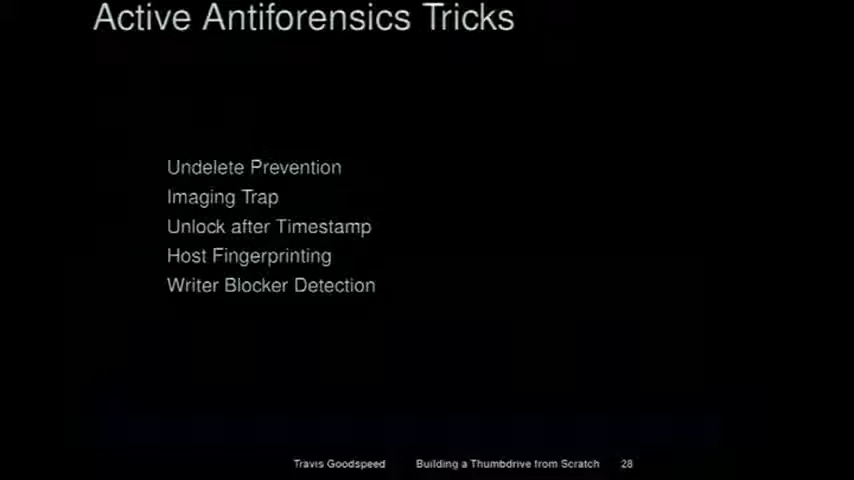 Active Antiforensics Tricks
Undelete Prevention
Imaging Trap
Unlock after Timestamp
Host Fingerprinting
Writer Blocker Detection
Travis Goodspeed Building a Thumbdrive from Scratch 28